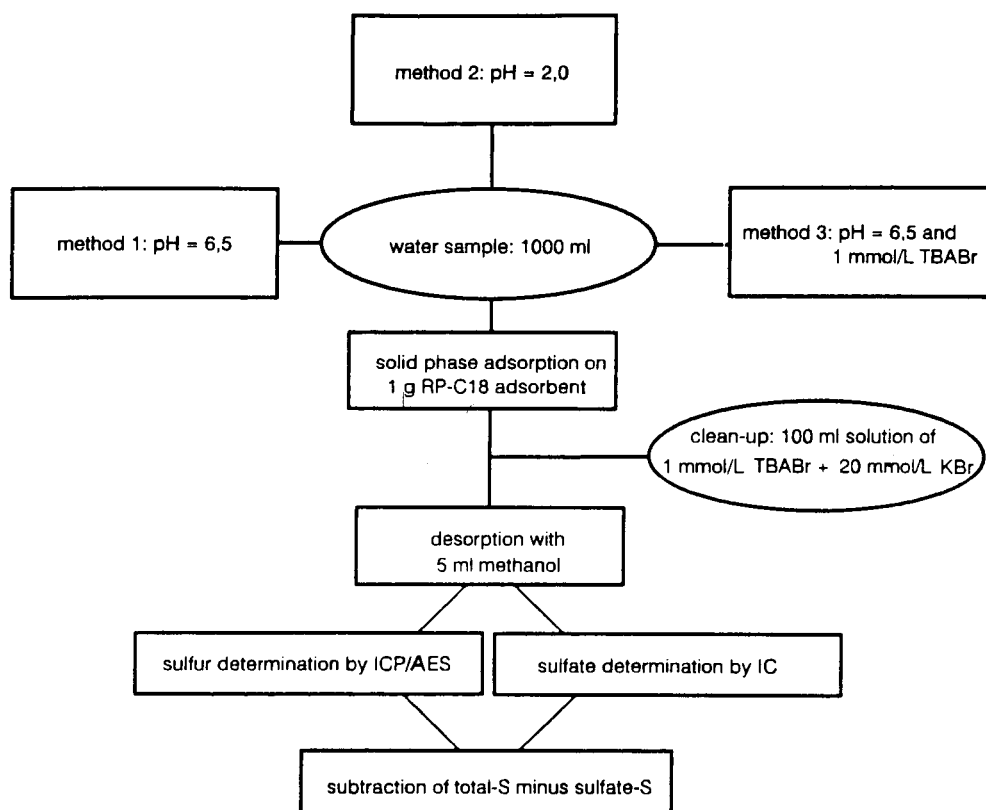 method 2: pH = 2,0
method 1: pH = 6,5
water sample: 1000 ml
method 3: pH = 6,5 and
1 mmol/L TBABr
solid phase adsorption on
1 g RP-C18 adsorbent
clean-up: 100 ml solution of
1 mmol/L TBABr + 20 mmol/L KBr
desorption with
5 ml methanol
sulfur determination by ICP/AES
sulfate determination by IC
subtraction of total-S minus sulfate-S